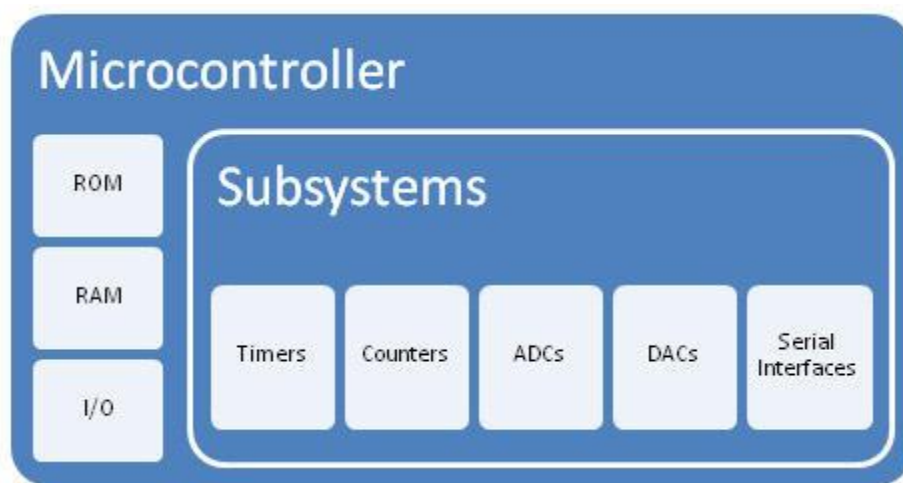 Microcontroller
ROM
RAM
I/O
Subsystems
Timers
Counters
ADCs
DACs
Serial
Interfaces